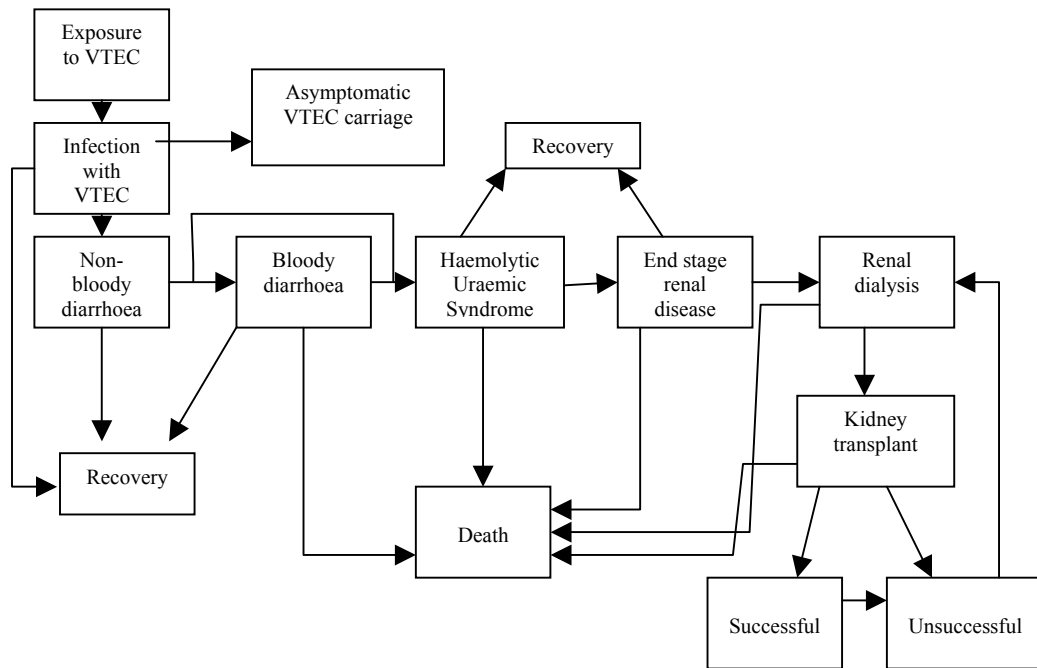 Exposure
to VTEC
Asymptomatic
VTEC carriage
Infection
with
VTEC
Recovery
Non-
bloody
diarrhoea
Bloody
diarrhoea
Haemolytic
Uraemic
Syndrome
End stage
renal
disease
Renal
dialysis
Kidney
transplant
Recovery
Death
Successful
Unsuccessful